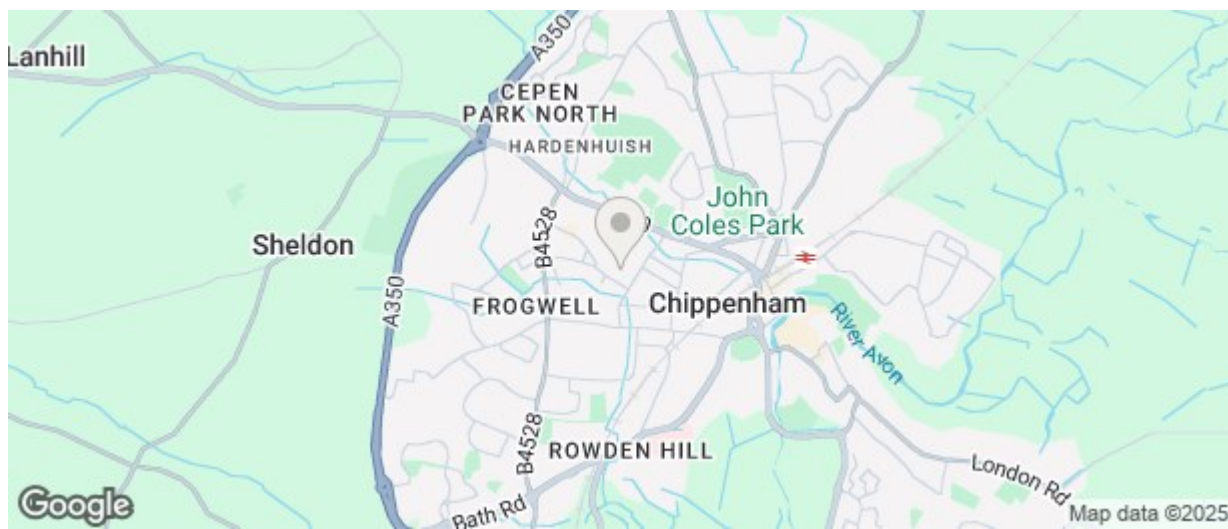 A350
Lanhill
CEPEN
PARK NORTH
HARDENHUISH
John
Coles Park
B4528
Sheldon
A350
FROGWELL
Chippenham
River Avon
B4528
ROWDEN HILL
London Rd
Bath Rd
Google
Map data ©2025